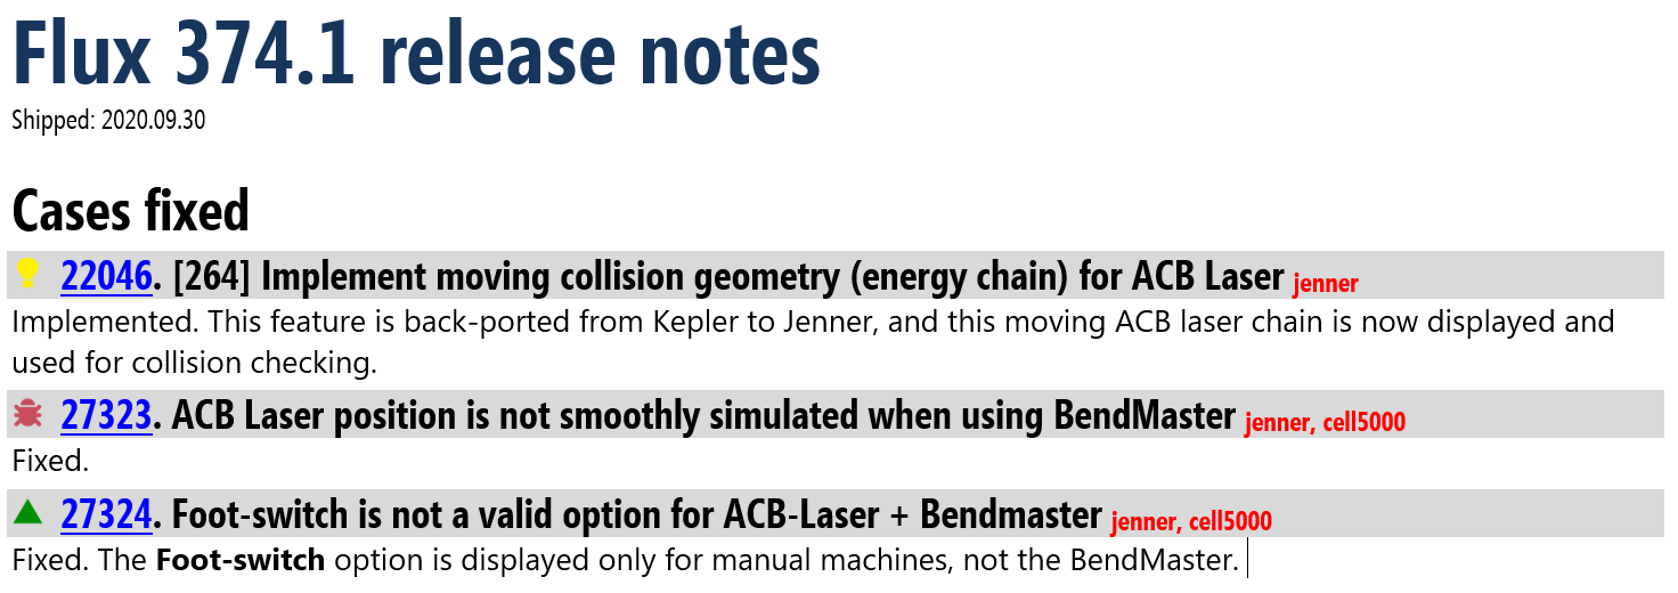 Flux 374.1 release notes
Shipped: 2020.09.30
Cases fixed
22046. [264] Implement moving collision geometry (energy chain) for ACB Laser jenner
Implemented. This feature is back-ported from Kepler to Jenner, and this moving ACB laser chain is now displayed and
used for collision checking.
27323. ACB Laser position is not smoothly simulated when using BendMaster jenner, cell5000
Fixed.
27324. Foot-switch is not a valid option for ACB-Laser + Bendmaster jenner, cell5000
Fixed. The Foot-switch option is displayed only for manual machines, not the BendMaster.